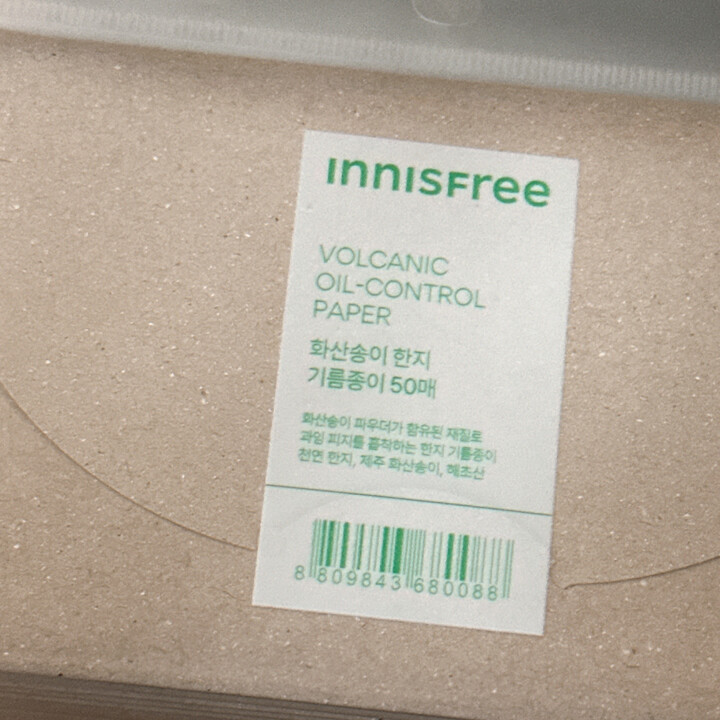 innisfree
VOLCANIC
OIL-CONTROL
PAPER
화산송이 한지
기름종이 50매
화산송이 파우더가 함유된 재질로
과잉 피지를 흡착하는 한지 기름종이
천연 한지, 제주 화산송이, 혜초산
8 809843 680088